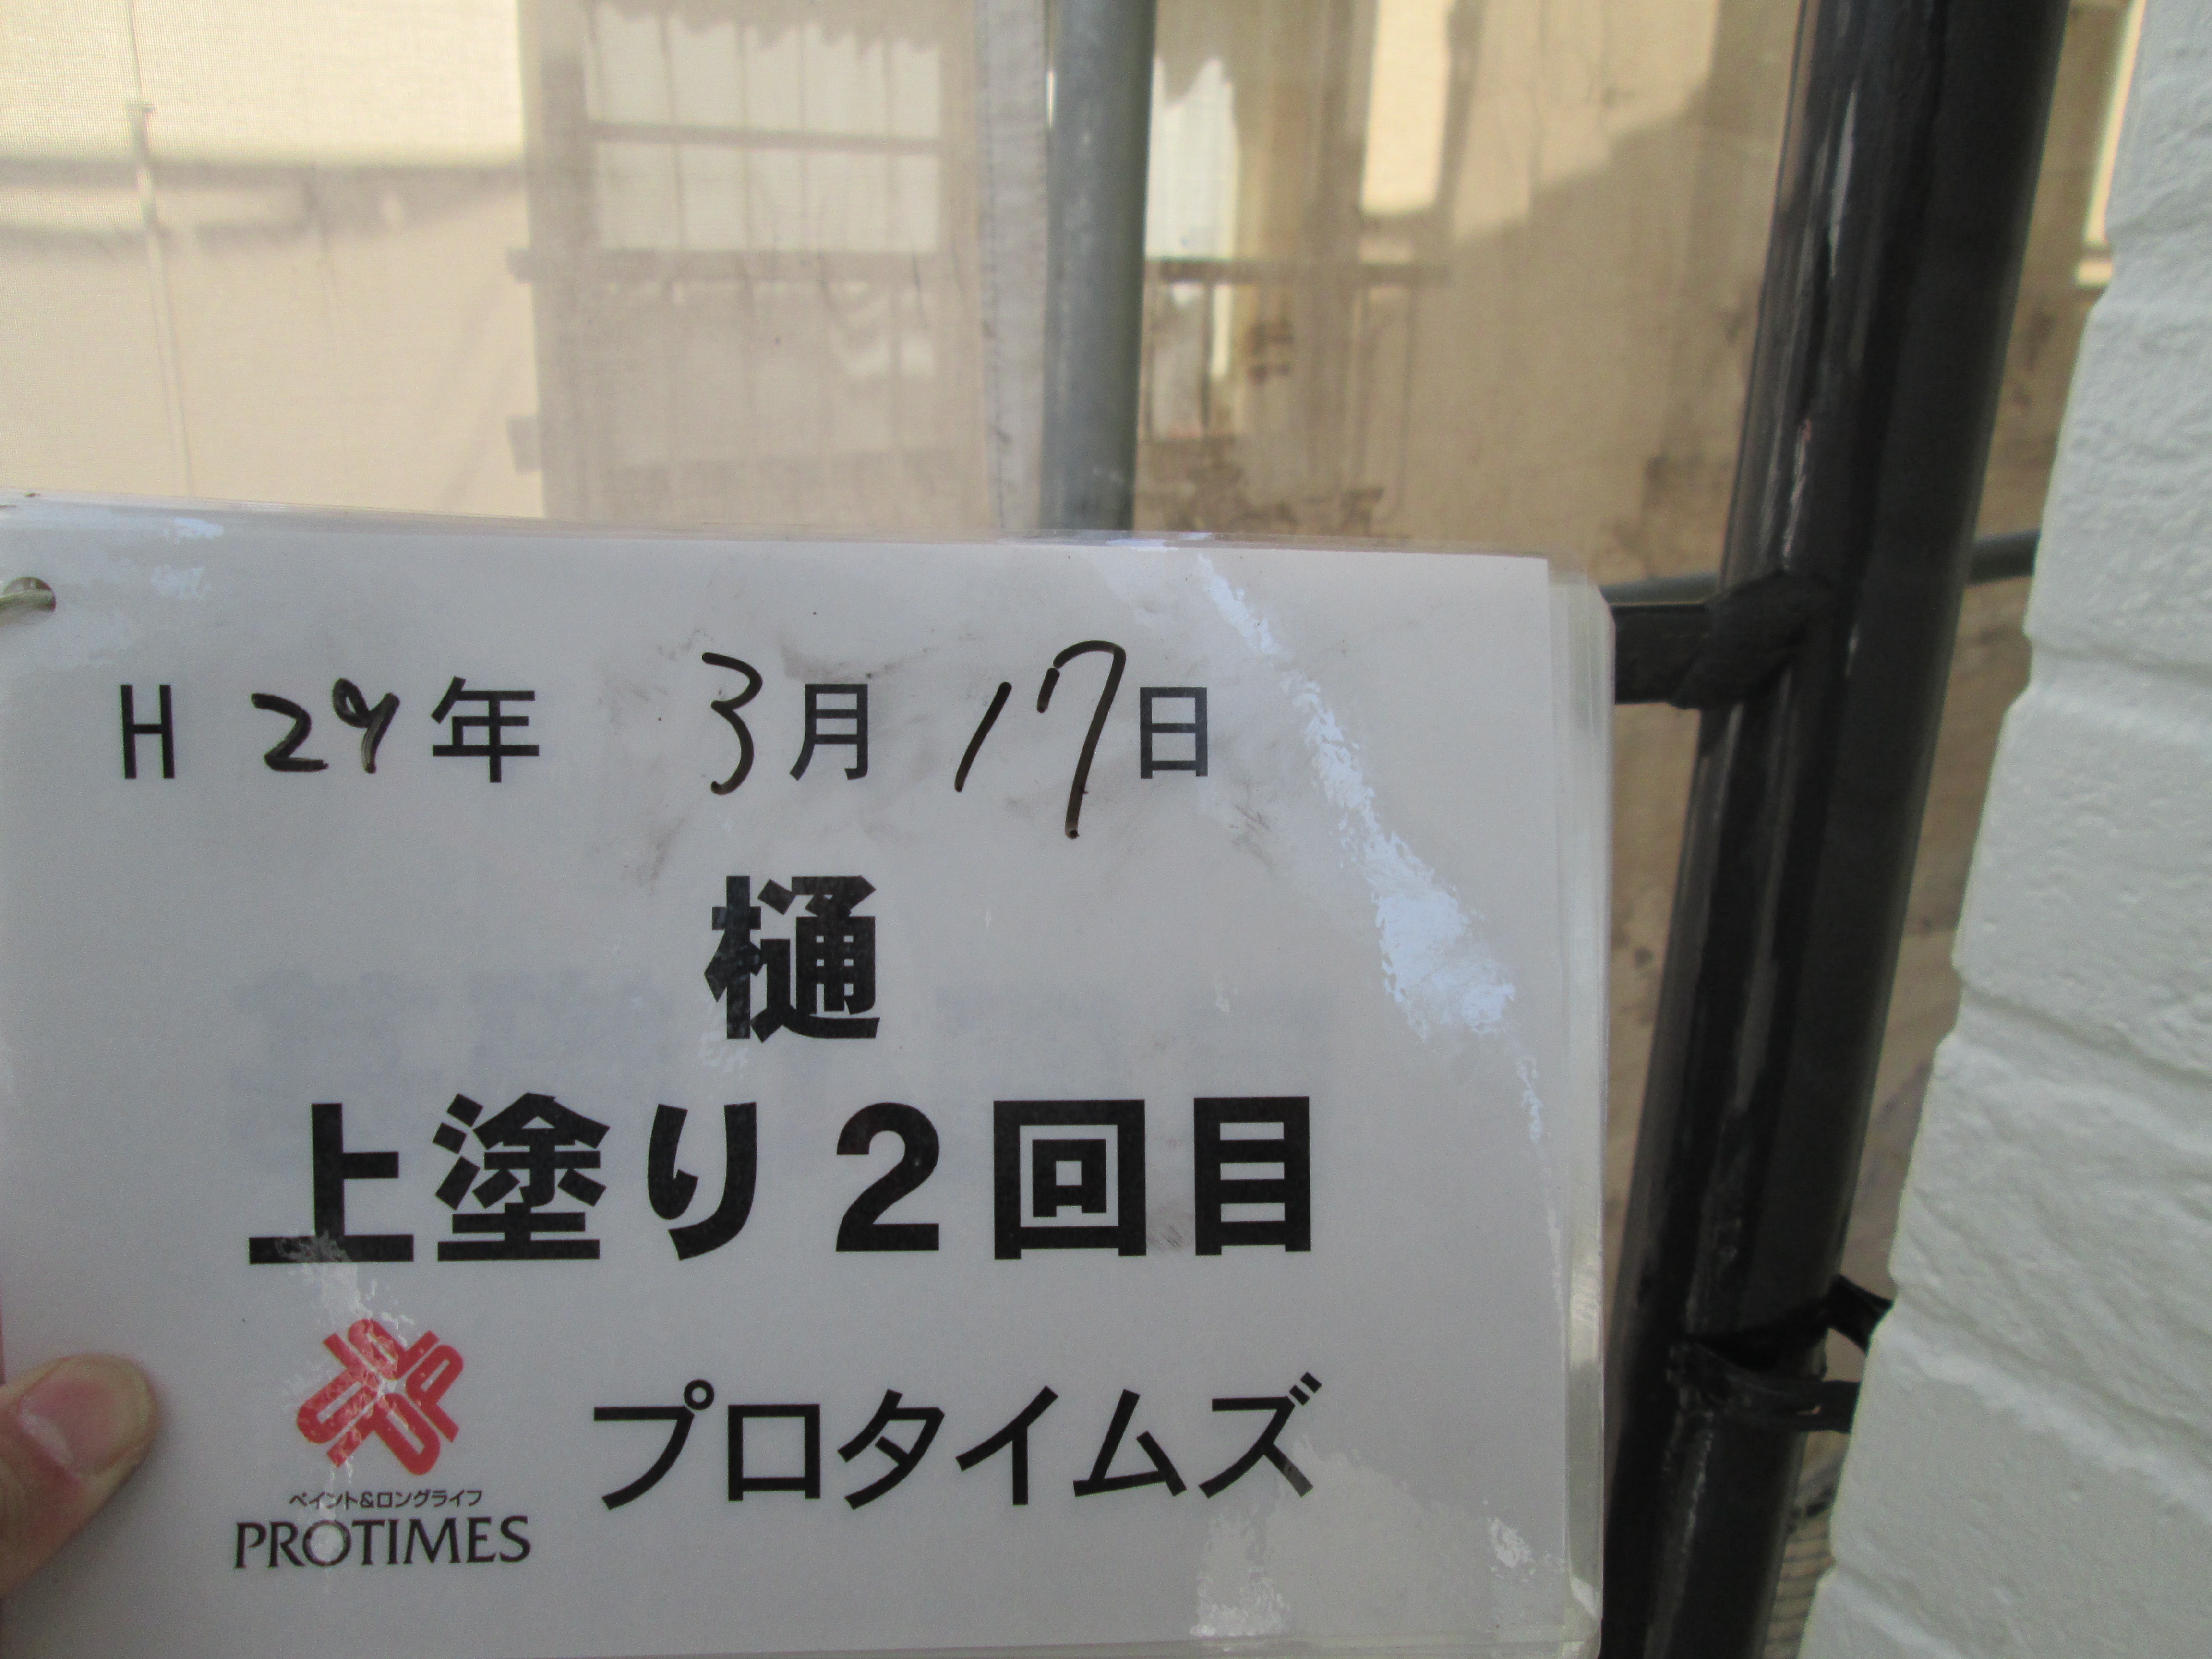 H 29年 3月 17日
樋
上塗り2回目
プロタイムズ
ペイント&ロングライフ
PROTIMES